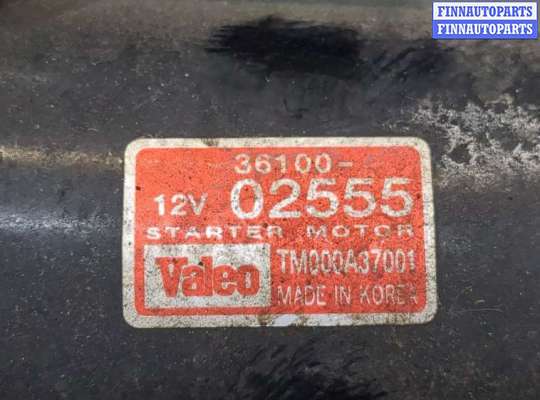 FINNAUTOPARTS
FINNAUTOPARTS
36100-
12V 02555
STARTER MOTOR
Valeo TM000A37001
MADE IN KOREA